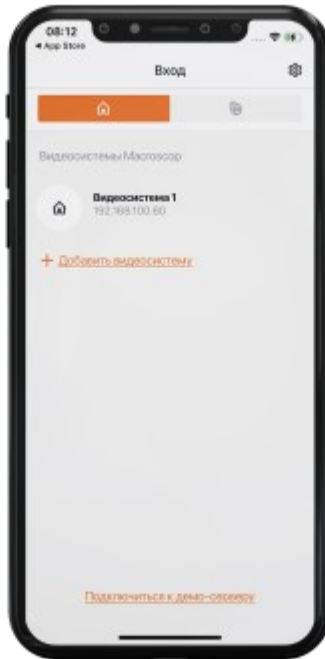 08:12
◀ App Store
Вход
Видеосистемы Macroscop
Видеосистема 1
192.168.100.60
+ Добавить видеосистему
Подключиться к демо-серверу